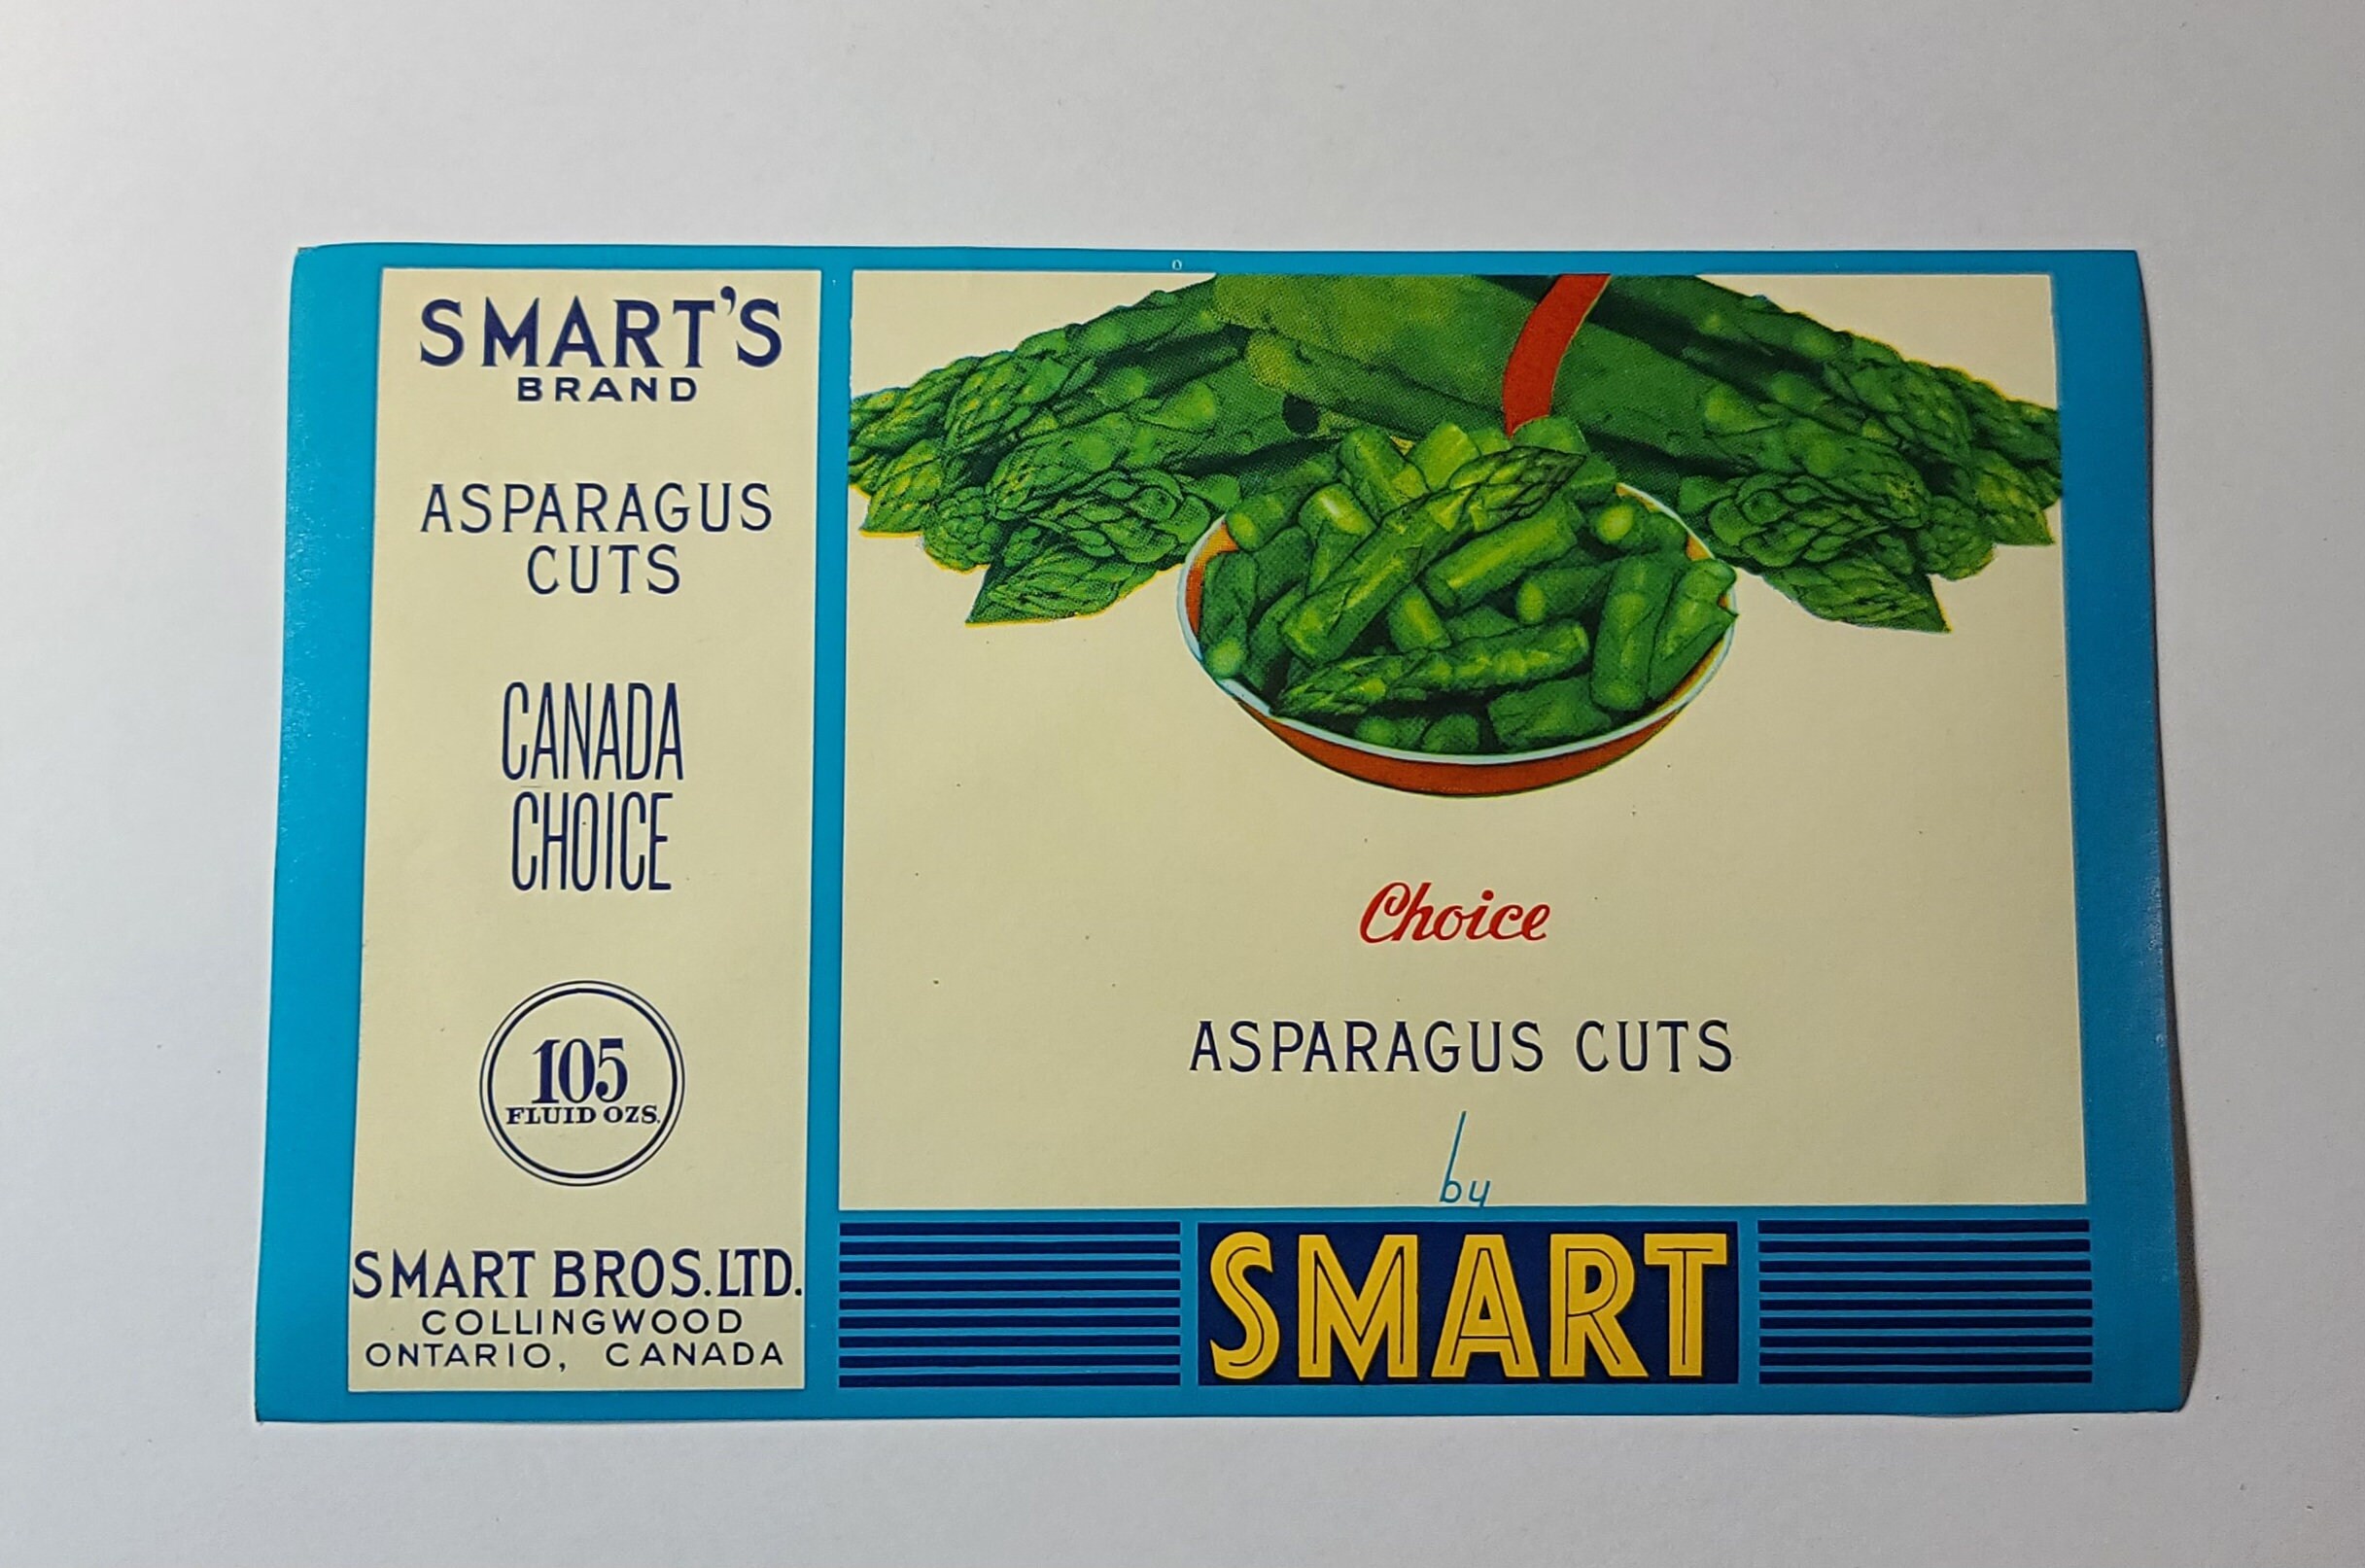 SMART'S
BRAND
ASPARAGUS
CUTS
CANADA
CHOICE
105
FLUID OZS.
SMART BROS. LTD.
COLLINGWOOD
ONTARIO, CANADA
Choice
ASPARAGUS CUTS
by
SMART